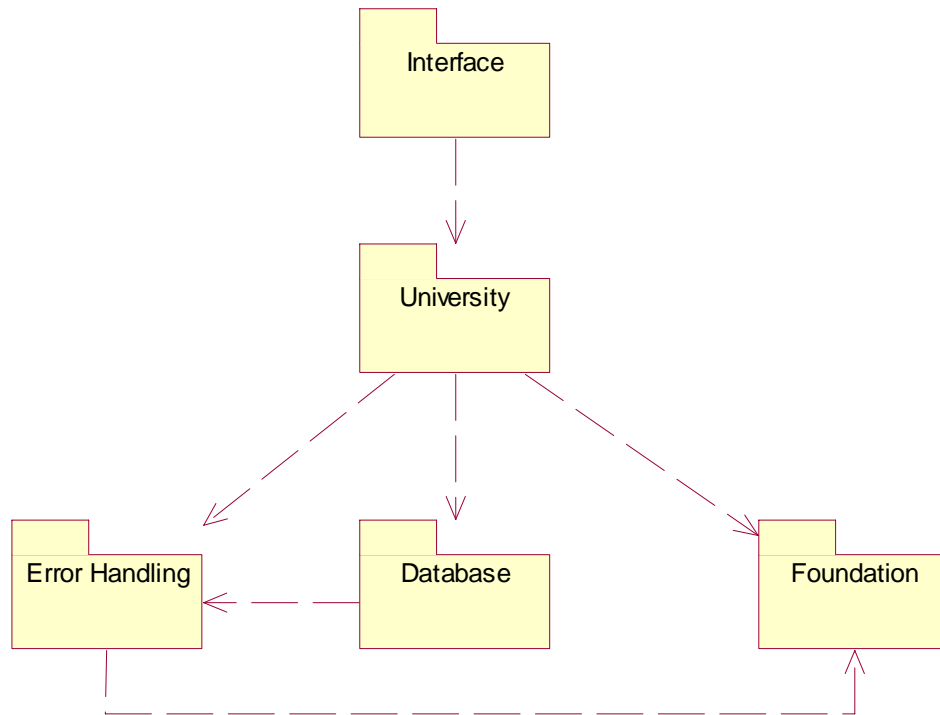 Interface
University
Error Handling
Database
Foundation